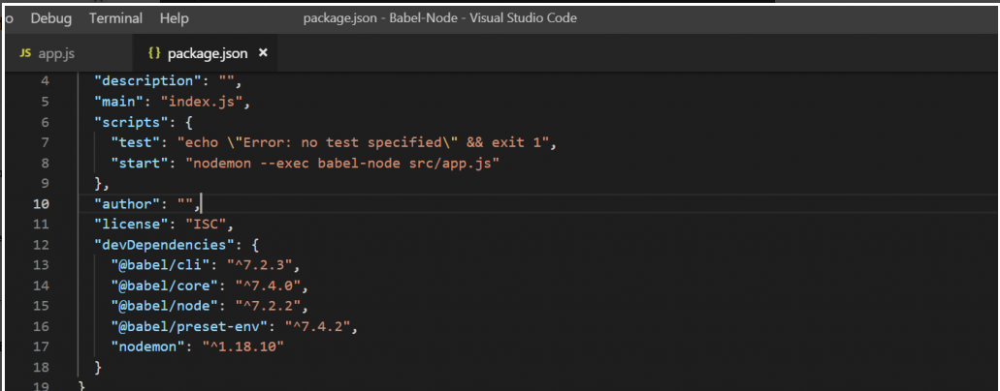 o Debug Terminal Help package.json - Babel-Node - Visual Studio Code
JS app.js {} package.json ×
4 "description": "",
5 "main": "index.js",
6 "scripts": {
7 "test": "echo \"Error: no test specified\" && exit 1",
8 "start": "nodemon --exec babel-node src/app.js"
9 },
10 "author": "",
11 "license": "ISC",
12 "devDependencies": {
13 "@babel/cli": "^7.2.3",
14 "@babel/core": "^7.4.0",
15 "@babel/node": "^7.2.2",
16 "@babel/preset-env": "^7.4.2",
17 "nodemon": "^1.18.10"
18 }
19 }